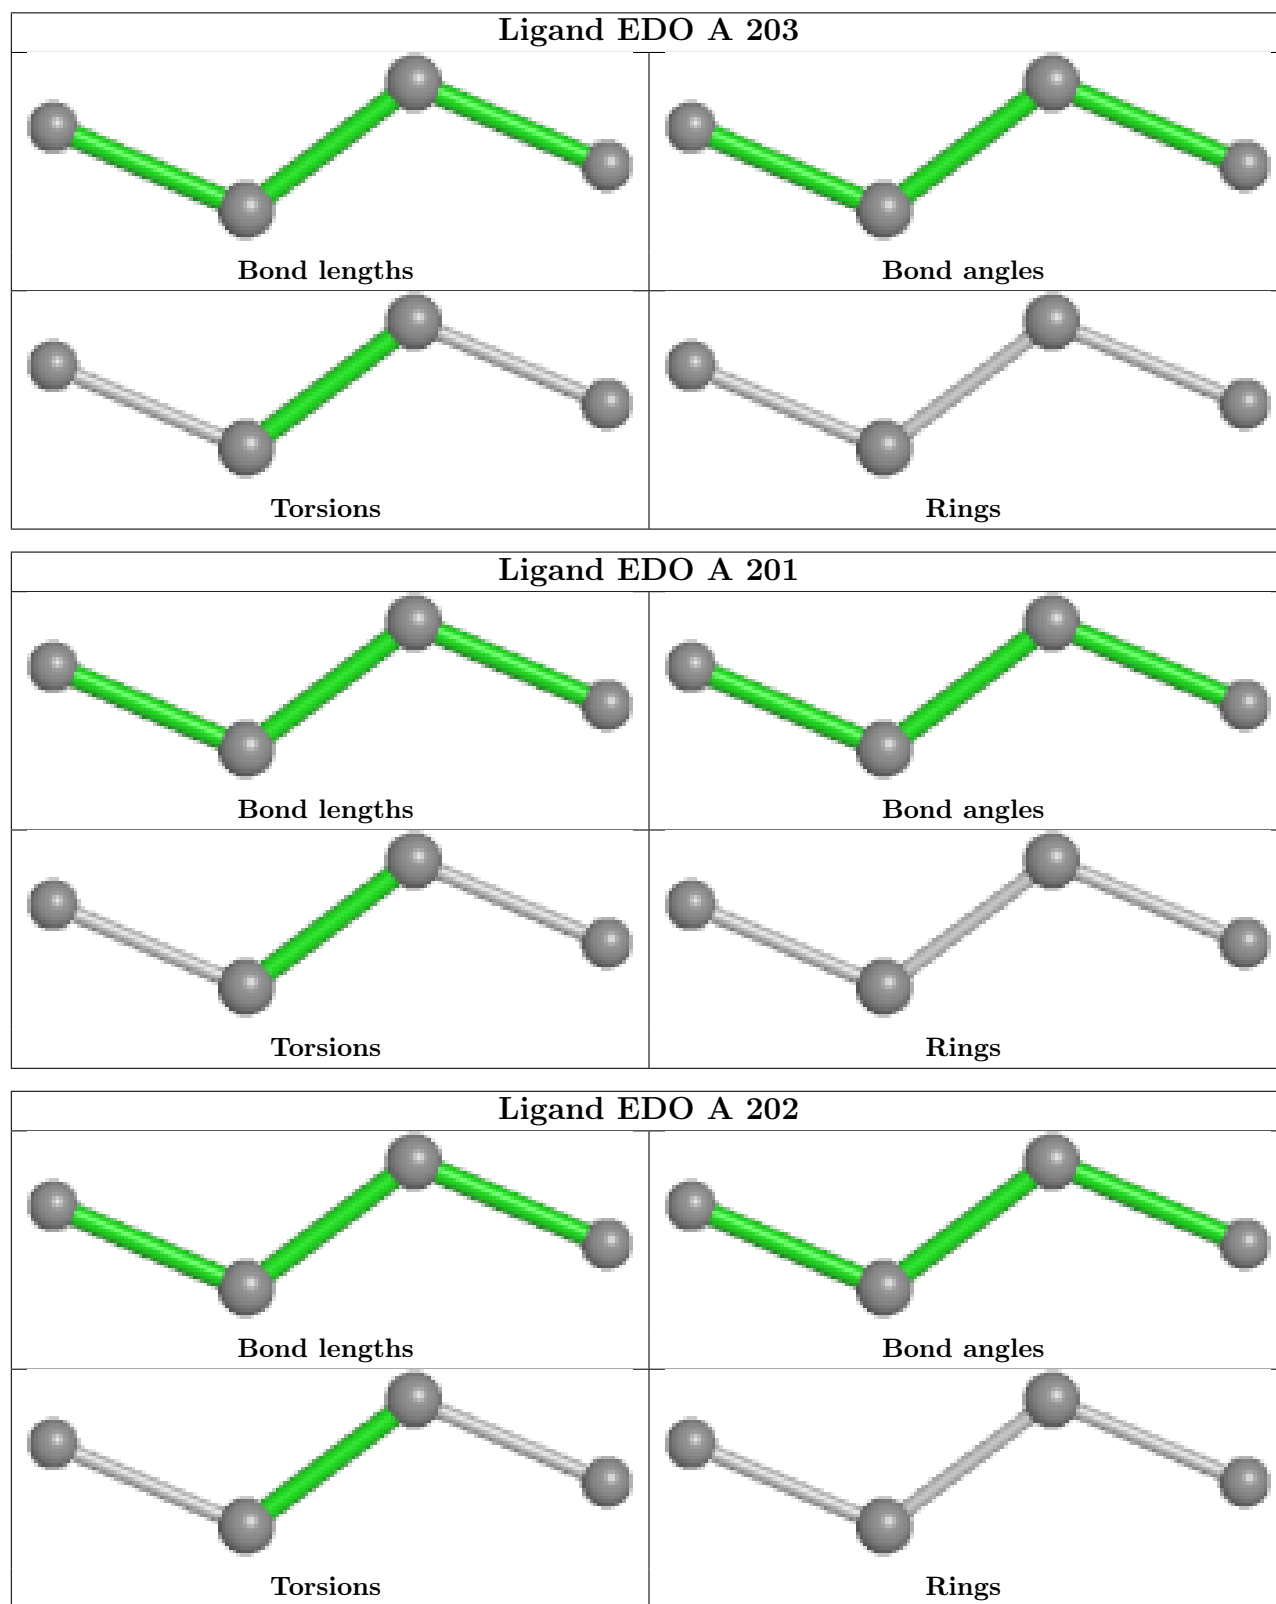 Ligand EDO A 203
Bond lengths
Bond angles
Torsions
Rings
Ligand EDO A 201
Bond lengths
Bond angles
Torsions
Rings
Ligand EDO A 202
Bond lengths
Bond angles
Torsions
Rings